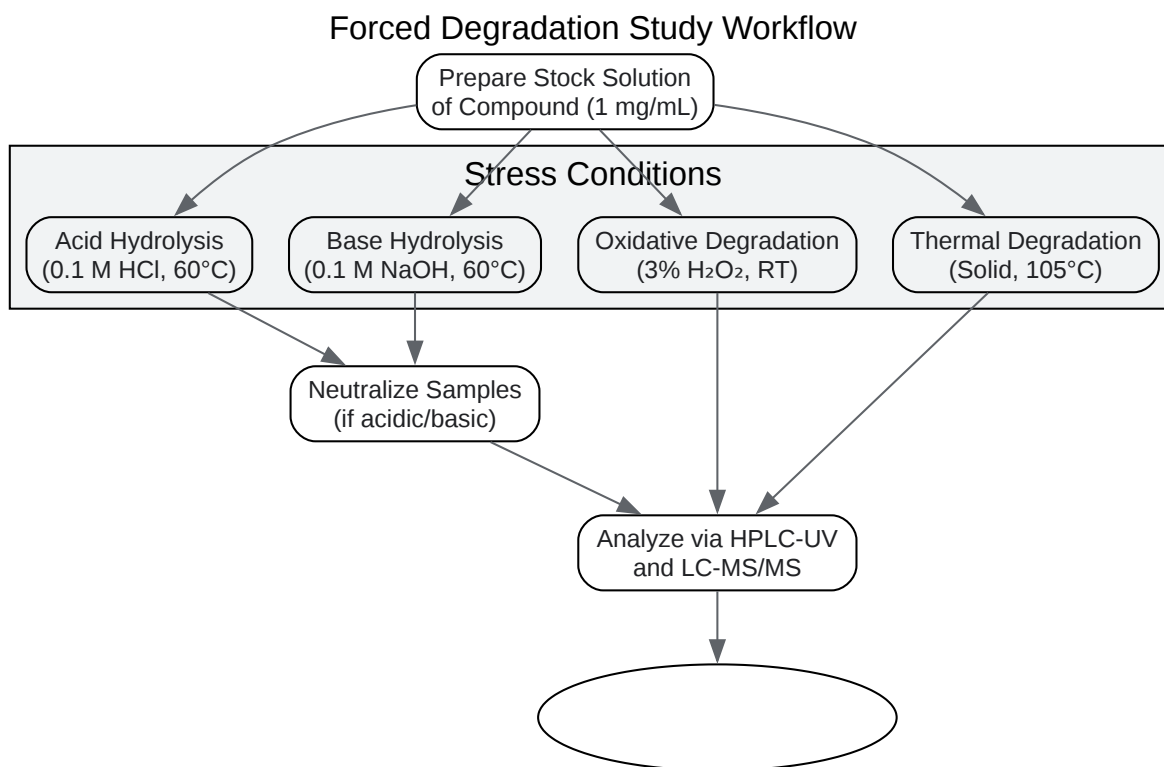 Forced Degradation Study Workflow
Prepare Stock Solution
of Compound (1 mg/mL)
Stress Conditions
Acid Hydrolysis
(0.1 M HCl, 60°C)
Base Hydrolysis
(0.1 M NaOH, 60°C)
Oxidative Degradation
(3% H₂O₂, RT)
Thermal Degradation
(Solid, 105°C)
Neutralize Samples
(if acidic/basic)
Analyze via HPLC-UV
and LC-MS/MS